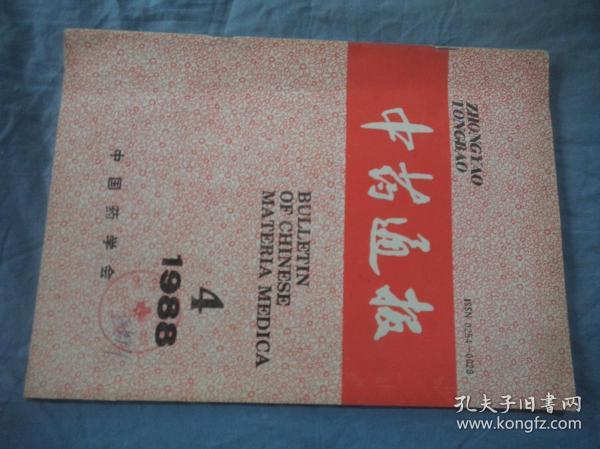 ZHONGYAO
TONGBAO
ISSN 0254-0029
中药通报
BULLETIN
OF CHINESE
MATERIA MEDICA
4
1988
中国药学会
孔夫子旧书网
www.kongfz.com